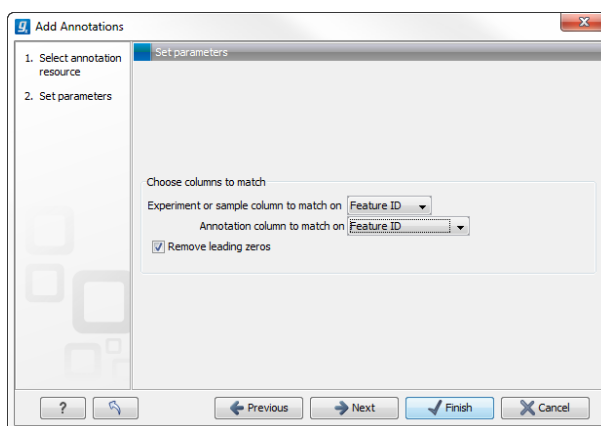 Add Annotations
1. Select annotation
resource
2. Set parameters
Set parameters
Choose columns to match
Experiment or sample column to match on Feature ID
Annotation column to match on Feature ID
Remove leading zeros
? Previous Next Finish Cancel